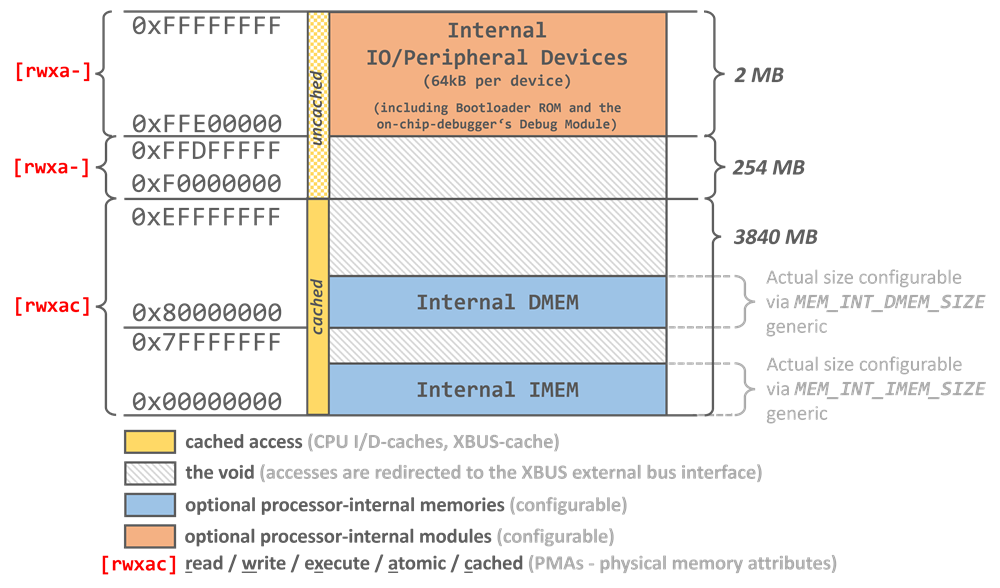 0xFFFFFFFF
Internal
IO/Peripheral Devices
(64kB per device)
(including Bootloader ROM and the
on-chip-debugger‘s Debug Module)
[rwxa-]
2 MB
0xFFE00000
uncached
0xFFDFFFFF
[rwxa-]
254 MB
0xF0000000
0xEFFFFFFF
3840 MB
[rwxac]
cached
Internal DMEM
Actual size configurable
via MEM_INT_DMEM_SIZE
generic
0x80000000
0x7FFFFFFF
Internal IMEM
Actual size configurable
via MEM_INT_IMEM_SIZE
generic
0x00000000
cached access (CPU I/D-caches, XBUS-cache)
the void (accesses are redirected to the XBUS external bus interface)
optional processor-internal memories (configurable)
optional processor-internal modules (configurable)
[rwxac] read / write / execute / atomic / cached (PMAs - physical memory attributes)